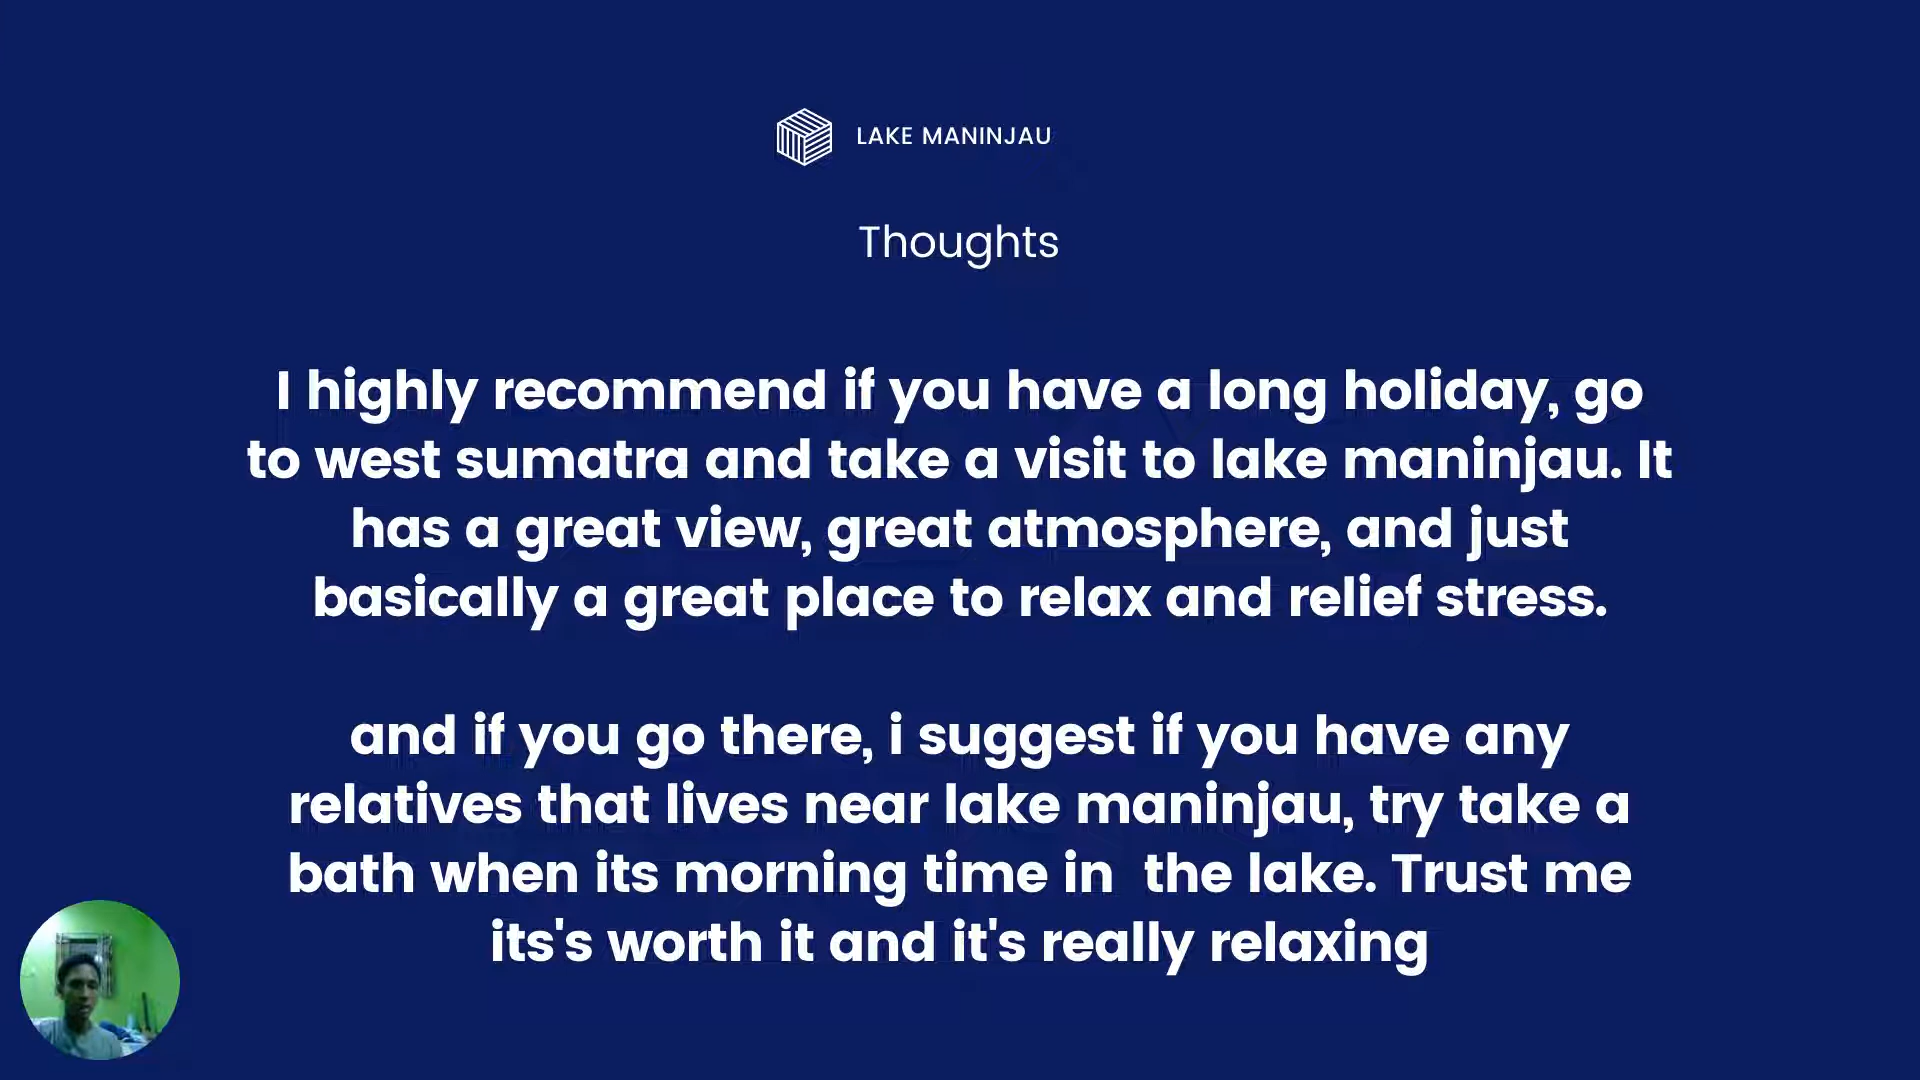 LAKE MANINJAU
Thoughts
I highly recommend if you have a long holiday, go
to west sumatra and take a visit to lake maninjau. It
has a great view, great atmosphere, and just
basically a great place to relax and relief stress.
and if you go there, i suggest if you have any
relatives that lives near lake maninjau, try take a
bath when its morning time in  the lake. Trust me
its's worth it and it's really relaxing